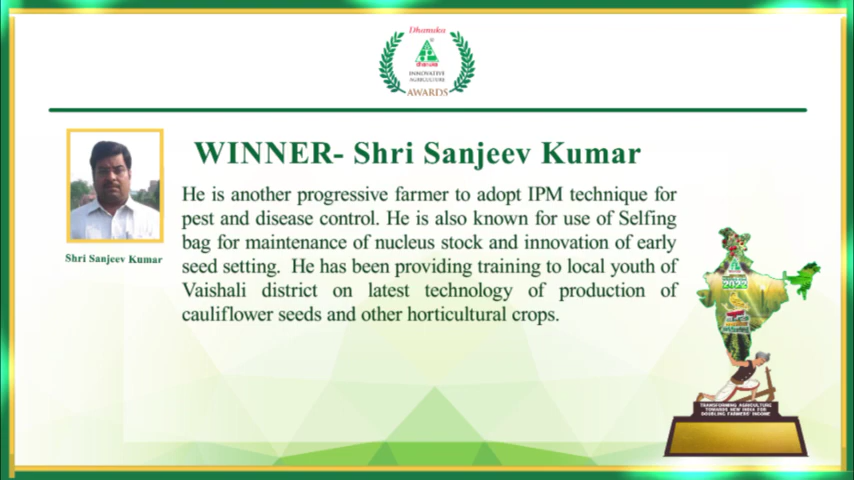 Dhanuka
INNOVATIVE
AGRICULTURE
AWARDS
WINNER- Shri Sanjeev Kumar
He is another progressive farmer to adopt IPM technique for
pest and disease control. He is also known for use of Selfing
bag for maintenance of nucleus stock and innovation of early
seed setting. He has been providing training to local youth of
Vaishali district on latest technology of production of
cauliflower seeds and other horticultural crops.
Shri Sanjeev Kumar
2022
TRANSFORMING AGRICULTURE
TOWARDS NEW INDIA FOR
DOUBLING FARMERS' INCOME